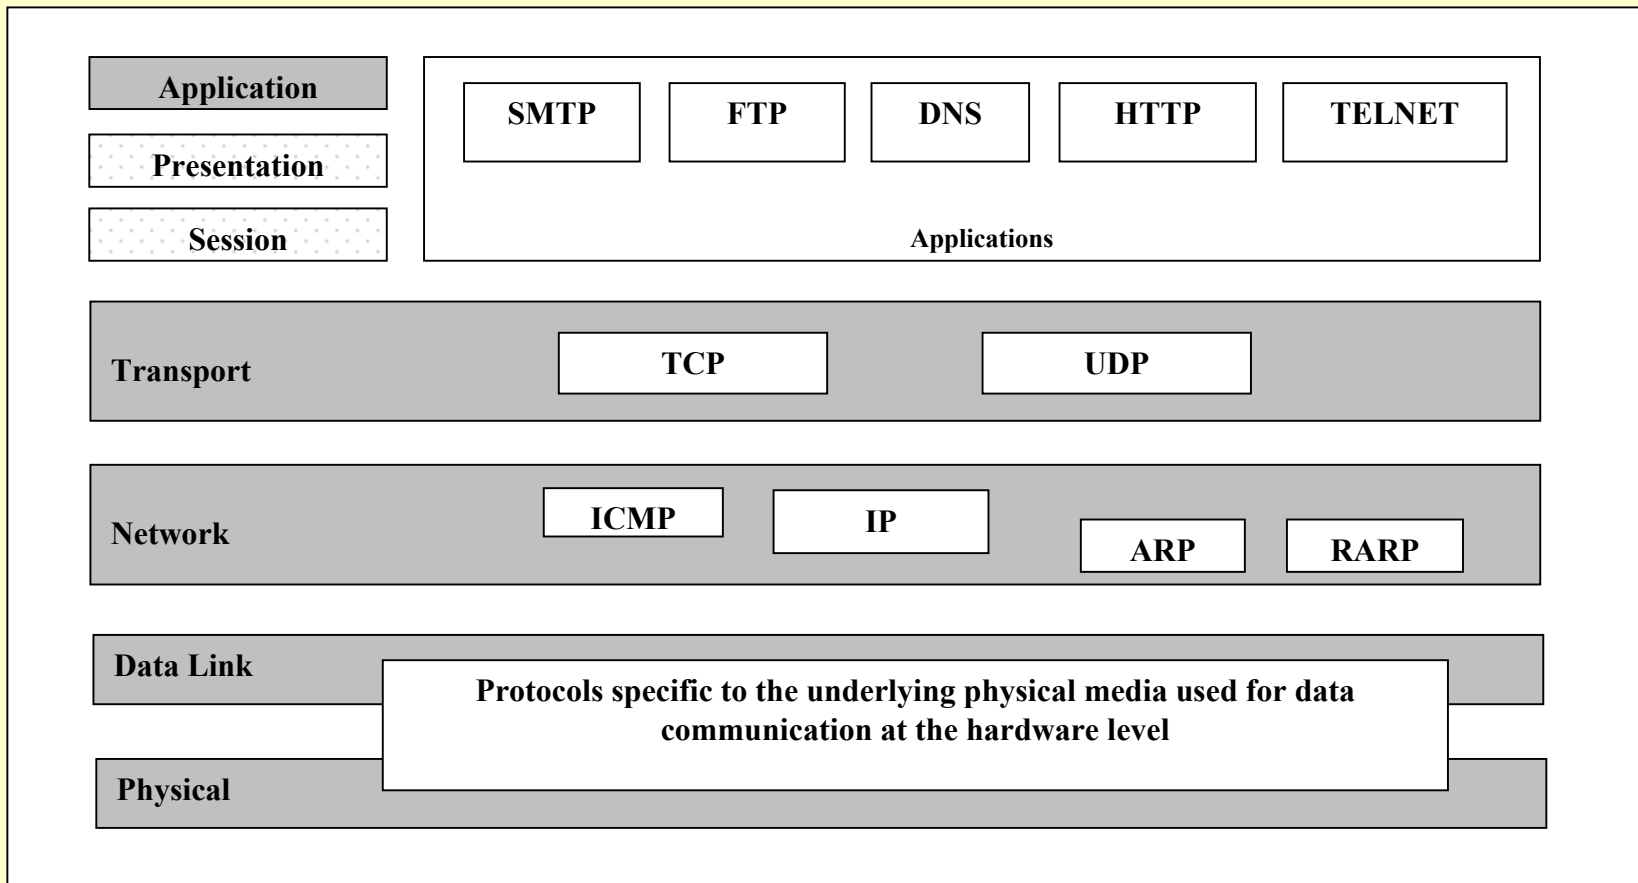 Application
SMTP FTP DNS HTTP TELNET
Presentation
Session
Applications
Transport
TCP UDP
Network
ICMP IP ARP RARP
Data Link
Protocols specific to the underlying physical media used for data
communication at the hardware level
Physical